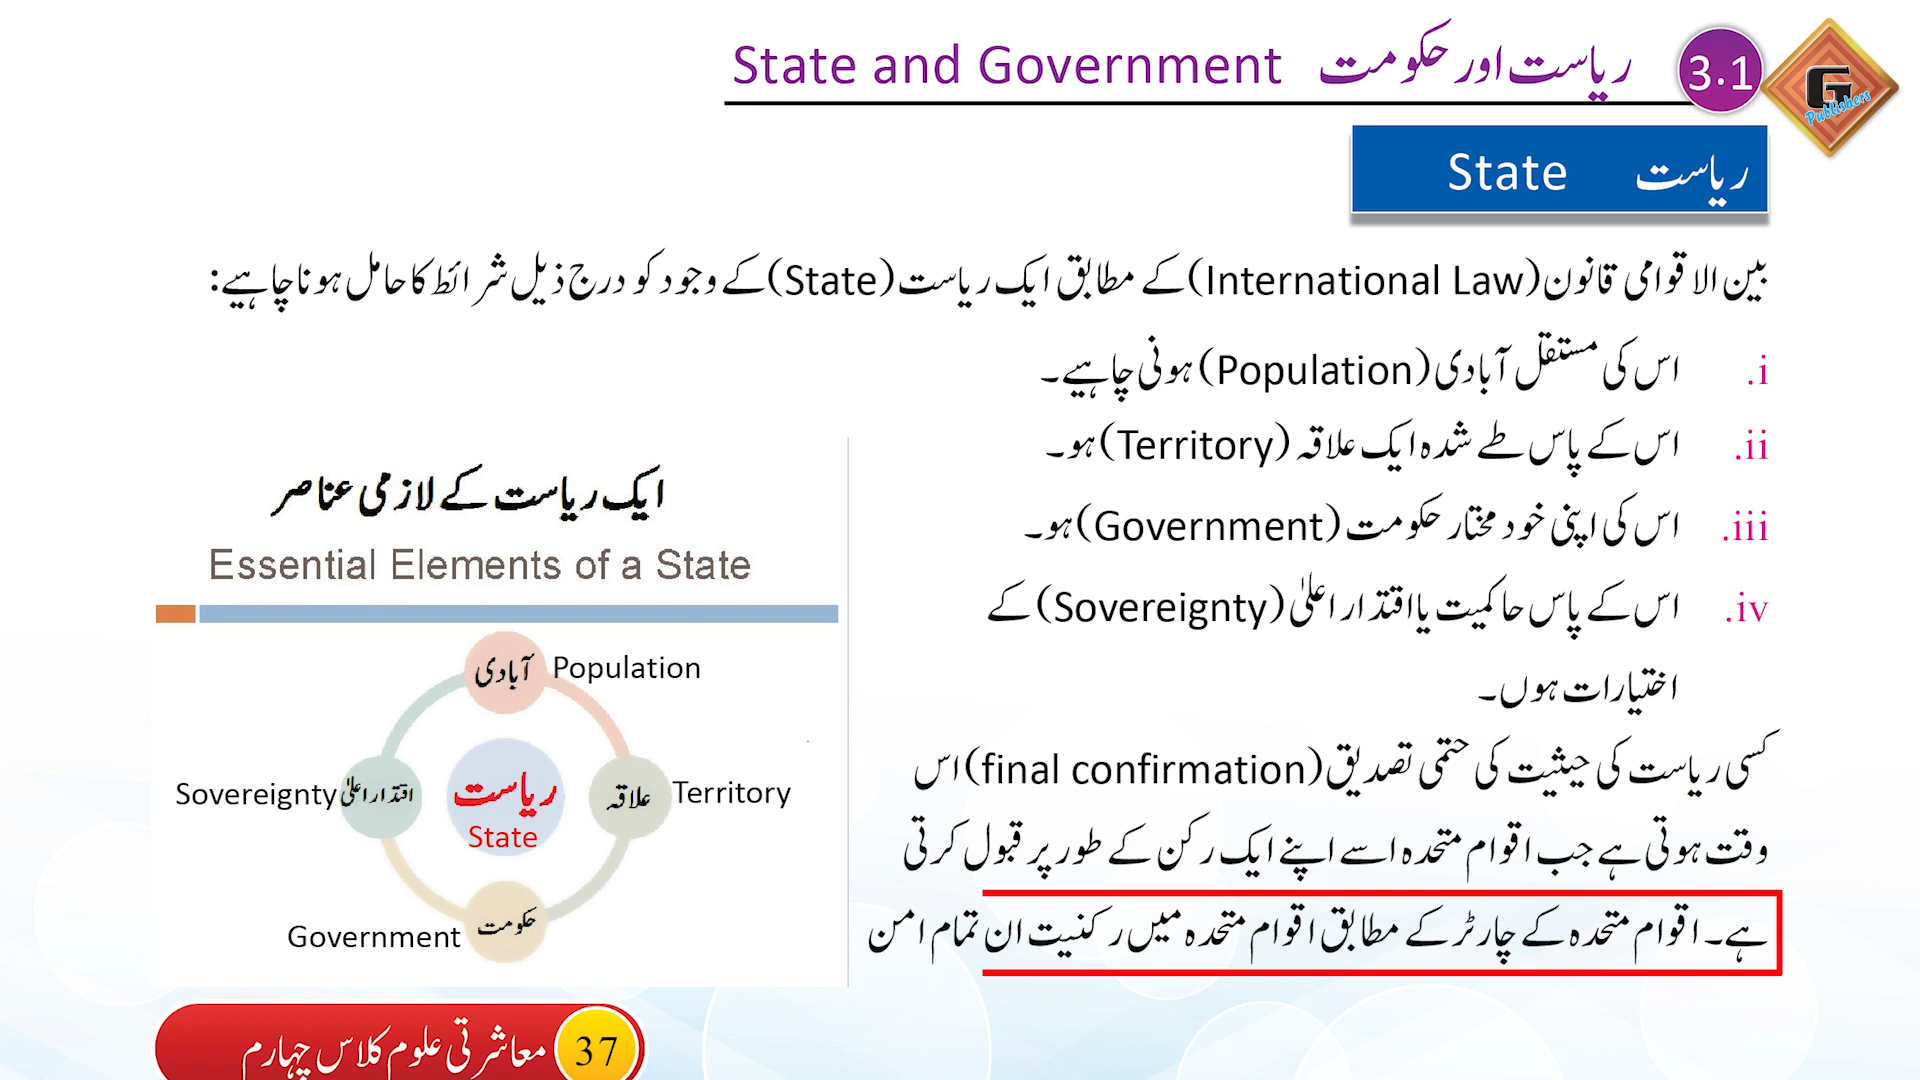 3.1 ریاست اور حکومت State and Government
G Publishers
ریاست State
بین الاقوامی قانون (International Law) کے مطابق ایک ریاست (State) کے وجود کو درج ذیل شرائط کا حامل ہونا چاہیے:
i. اس کی مستقل آبادی (Population) ہونی چاہیے۔
ii. اس کے پاس طے شدہ ایک علاقہ (Territory) ہو۔
iii. اس کی اپنی خود مختار حکومت (Government) ہو۔
iv. اس کے پاس حاکمیت یا اقتدار اعلیٰ (Sovereignty) کے
اختیارات ہوں۔
کسی ریاست کی حیثیت کی حتمی تصدیق (final confirmation) اس
وقت ہوتی ہے جب اقوام متحدہ اسے اپنے ایک رکن کے طور پر قبول کرتی
ہے۔ اقوام متحدہ کے چارٹر کے مطابق اقوام متحدہ میں رکنیت ان تمام امن
ایک ریاست کے لازمی عناصر
Essential Elements of a State
آبادی Population
Sovereignty اقتدار اعلیٰ
ریاست
State
علاقہ Territory
Government حکومت
37 معاشرتی علوم کلاس چہارم